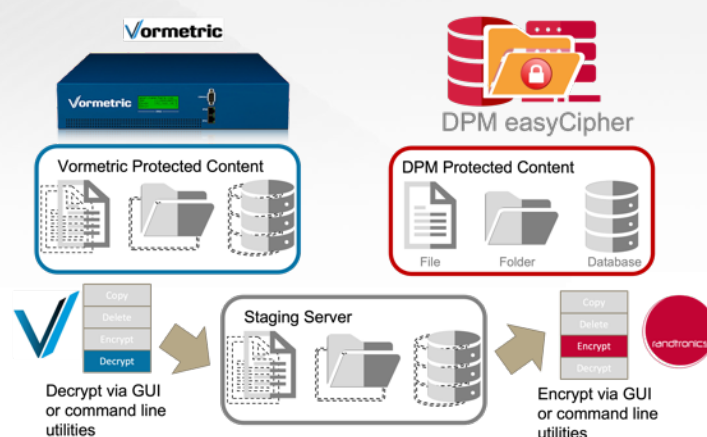 Vormetric
Vormetric
DPM easyCipher
Vormetric Protected Content
DPM Protected Content
File
Folder
Database
Copy
Delete
Encrypt
Decrypt
Staging Server
Copy
Delete
Encrypt
Decrypt
randtronics
Decrypt via GUI
or command line
utilities
Encrypt via GUI
or command line
utilities